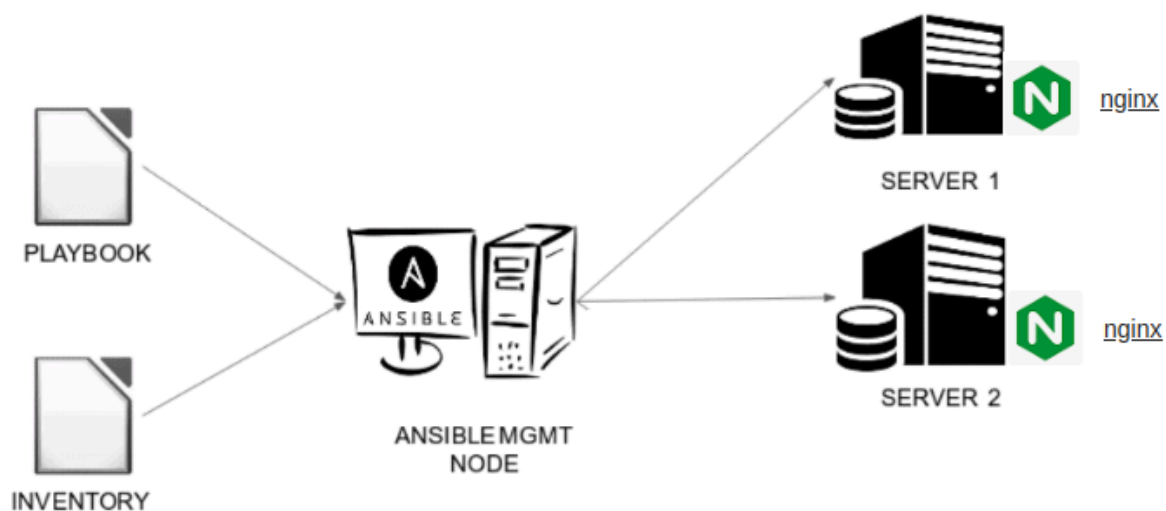 PLAYBOOK
INVENTORY
ANSIBLE
ANSIBLE MGMT
NODE
SERVER 1
nginx
SERVER 2
nginx